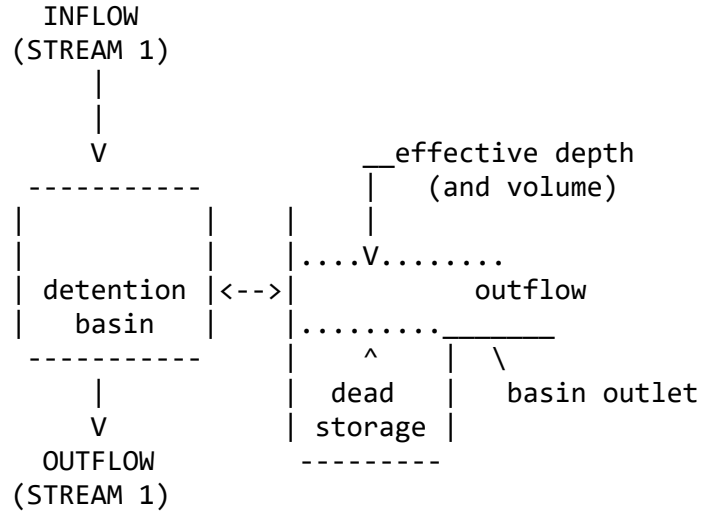 INFLOW
(STREAM 1)
effective depth
(and volume)
detention
basin
outflow
dead
storage
basin outlet
OUTFLOW
(STREAM 1)